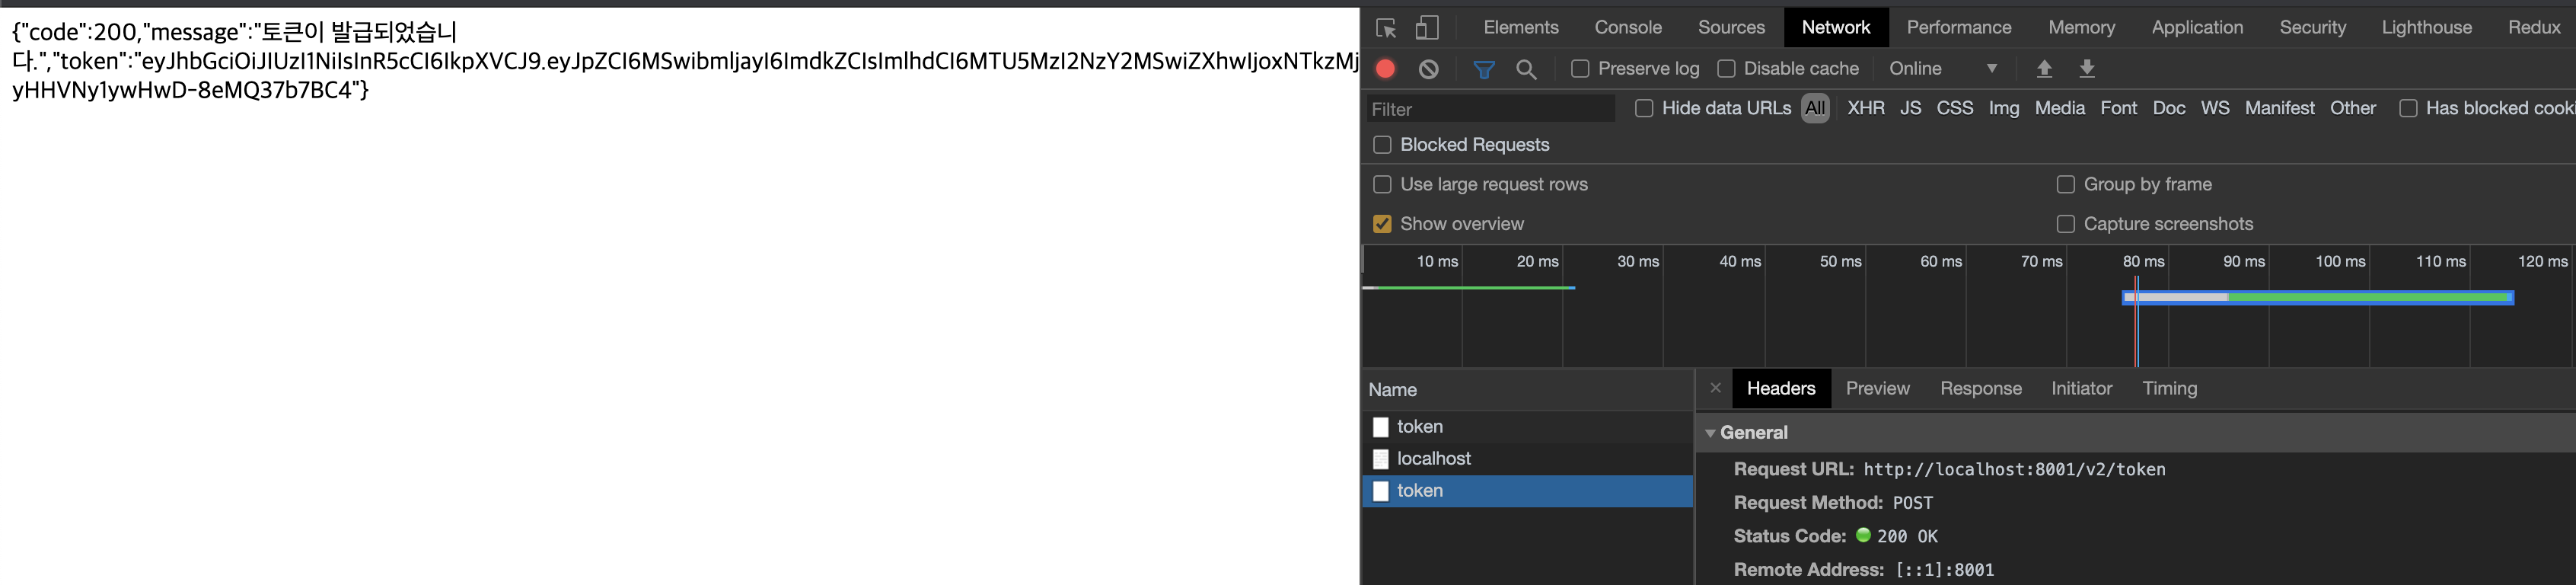 {"code":200,"message":"토큰이 발급되었습니
다.","token":"eyJhbGciOiJIUzI1NiIsInR5cCI6IkpXVCJ9.eyJpZCI6MSwibmljayI6ImdkZCIsImlhdCI6MTU5MzI2NzY2MSwiZXhwIjoxNTkzMj
yHHVNy1ywHwD-8eMQ37b7BC4"}
Elements Console Sources Network Performance Memory Application Security Lighthouse Redux
Preserve log Disable cache Online
Filter Hide data URLs All XHR JS CSS Img Media Font Doc WS Manifest Other Has blocked cooki
Blocked Requests
Use large request rows Group by frame
Show overview Capture screenshots
10 ms 20 ms 30 ms 40 ms 50 ms 60 ms 70 ms 80 ms 90 ms 100 ms 110 ms 120 ms
Name
token
localhost
token
Headers Preview Response Initiator Timing
General
Request URL: http://localhost:8001/v2/token
Request Method: POST
Status Code: 200 OK
Remote Address: [::1]:8001